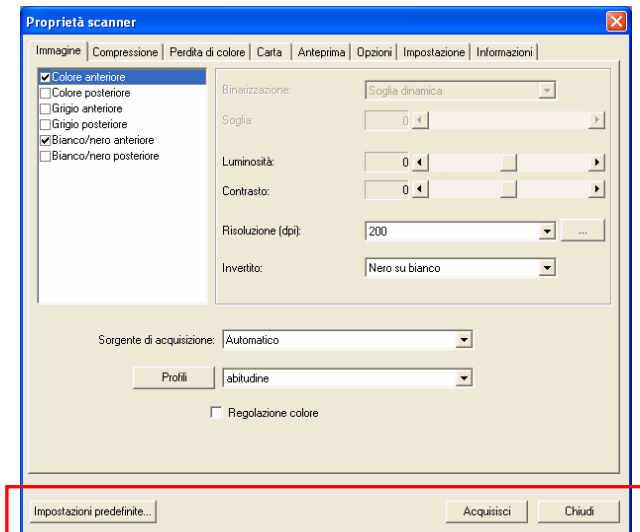 Proprietà scanner
Immagine Compressione Perdita di colore Carta Anteprima Opzioni Impostazione Informazioni
Colore anteriore
Colore posteriore
Grigio anteriore
Grigio posteriore
Bianco/nero anteriore
Bianco/nero posteriore
Binarizzazione: Soglia dinamica
Soglia: 0
Luminosità: 0
Contrasto: 0
Risoluzione (dpi): 200 ...
Invertito: Nero su bianco
Sorgente di acquisizione: Automatico
Profili abitudine
Regolazione colore
Impostazioni predefinite... Acquisisci Chiudi